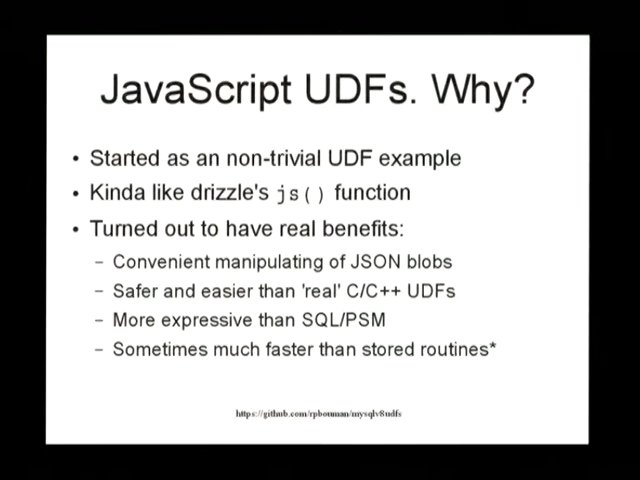 JavaScript UDFs. Why?
• Started as an non-trivial UDF example
• Kinda like drizzle's js() function
• Turned out to have real benefits:
– Convenient manipulating of JSON blobs
– Safer and easier than 'real' C/C++ UDFs
– More expressive than SQL/PSM
– Sometimes much faster than stored routines*
https://github.com/rpbouman/mysqlv8udfs